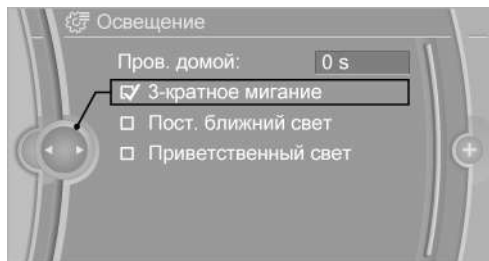 Освещение
Пров. домой: 0 s
3-кратное мигание
Пост. ближний свет
Приветственный свет